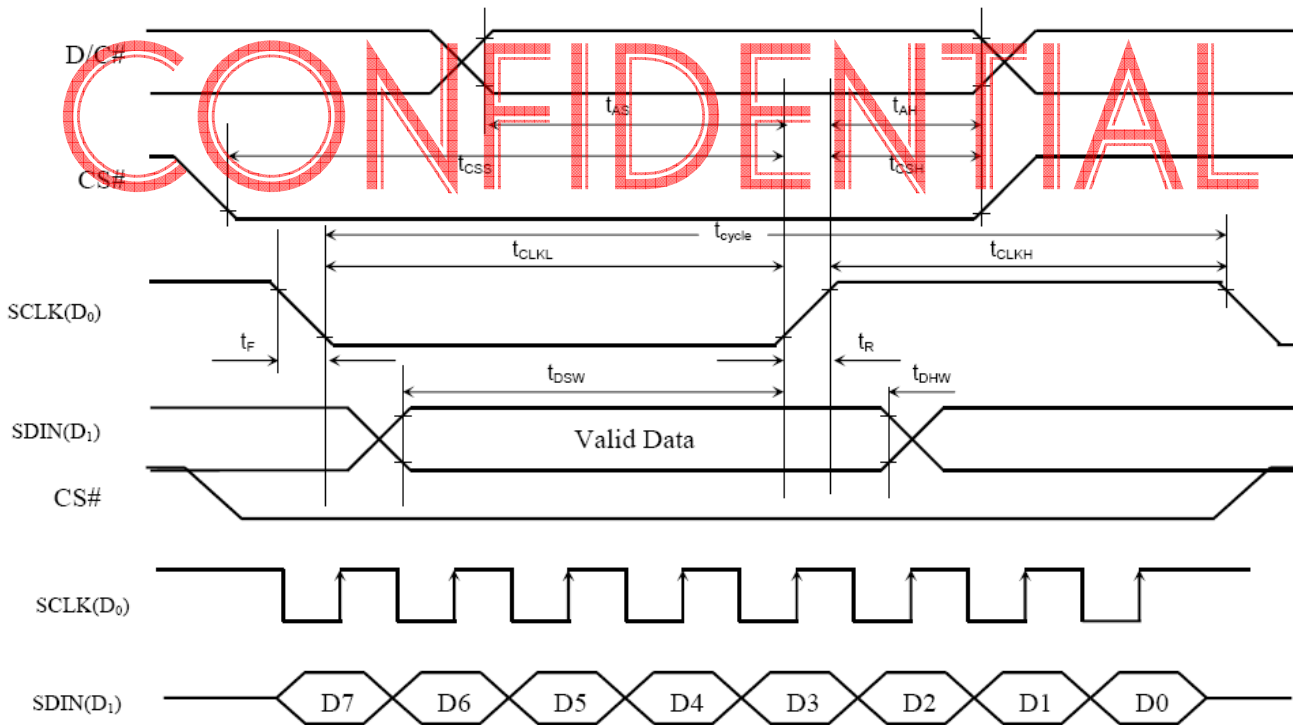 D/C#
CONFIDENTIAL
tAS
tAH
CS#
tCSS
tCSH
tcycle
tCLKL
tCLKH
SCLK(D0)
tF
tR
tDSW
tDHW
SDIN(D1)
Valid Data
CS#
SCLK(D0)
SDIN(D1)
D7 D6 D5 D4 D3 D2 D1 D0